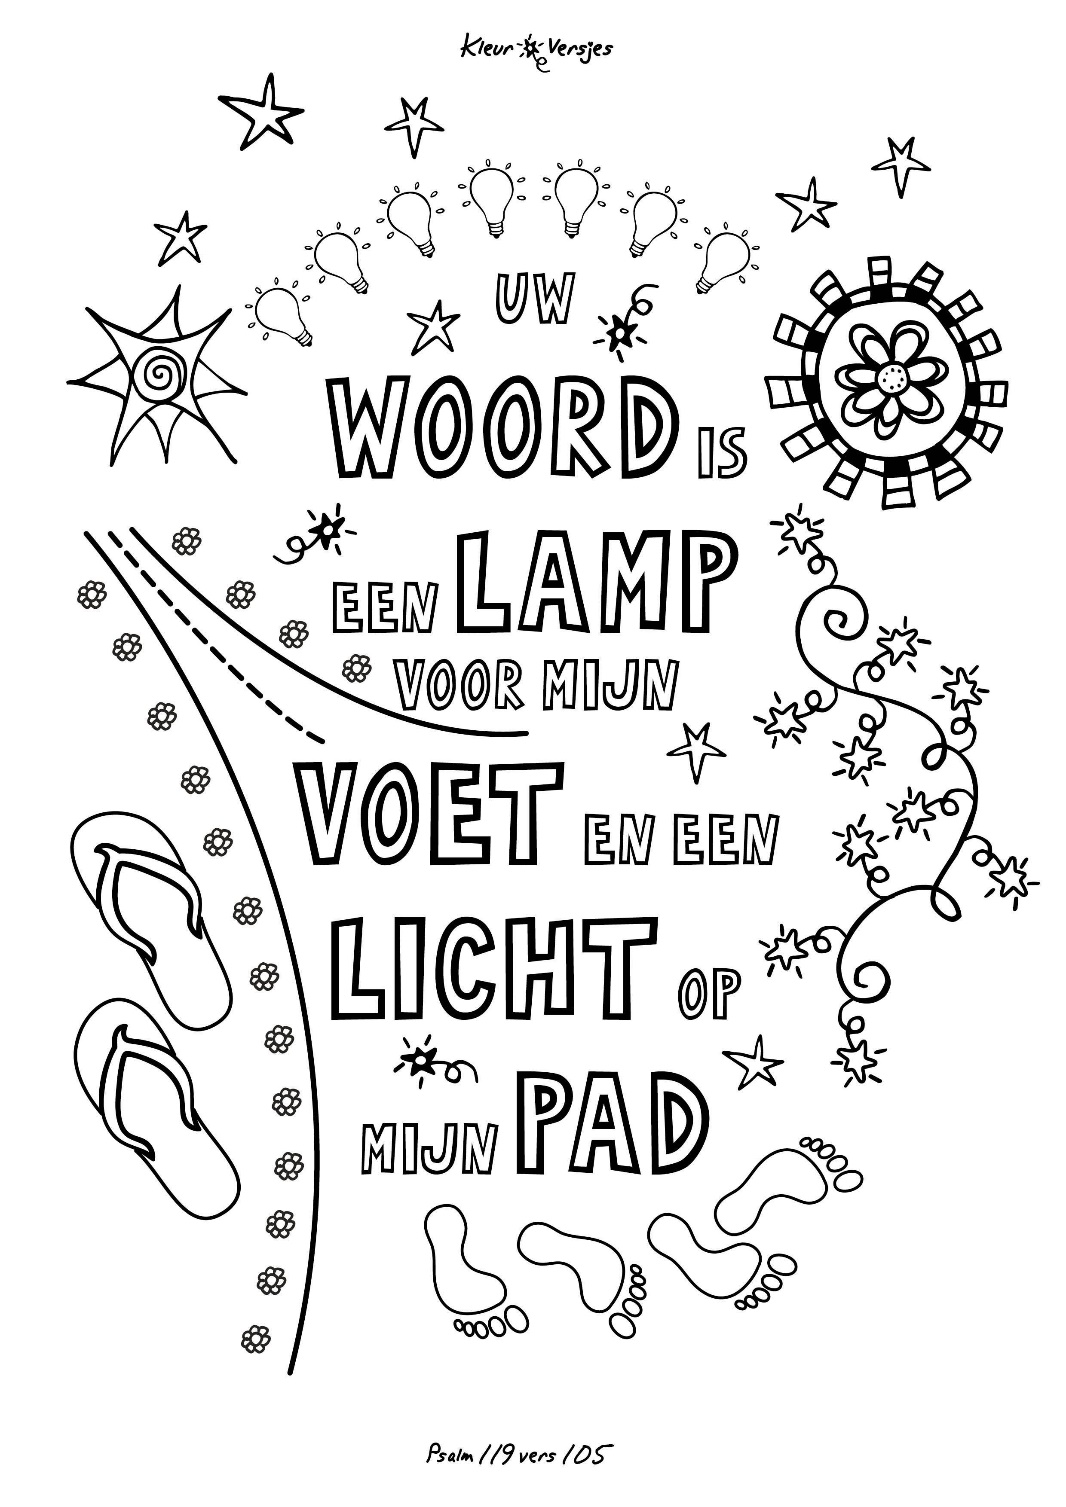 Kleur Versjes
UW
WOORD IS
EEN LAMP
VOOR MIJN
VOET EN EEN
LICHT OP
MIJN PAD
Psalm 119 vers 105